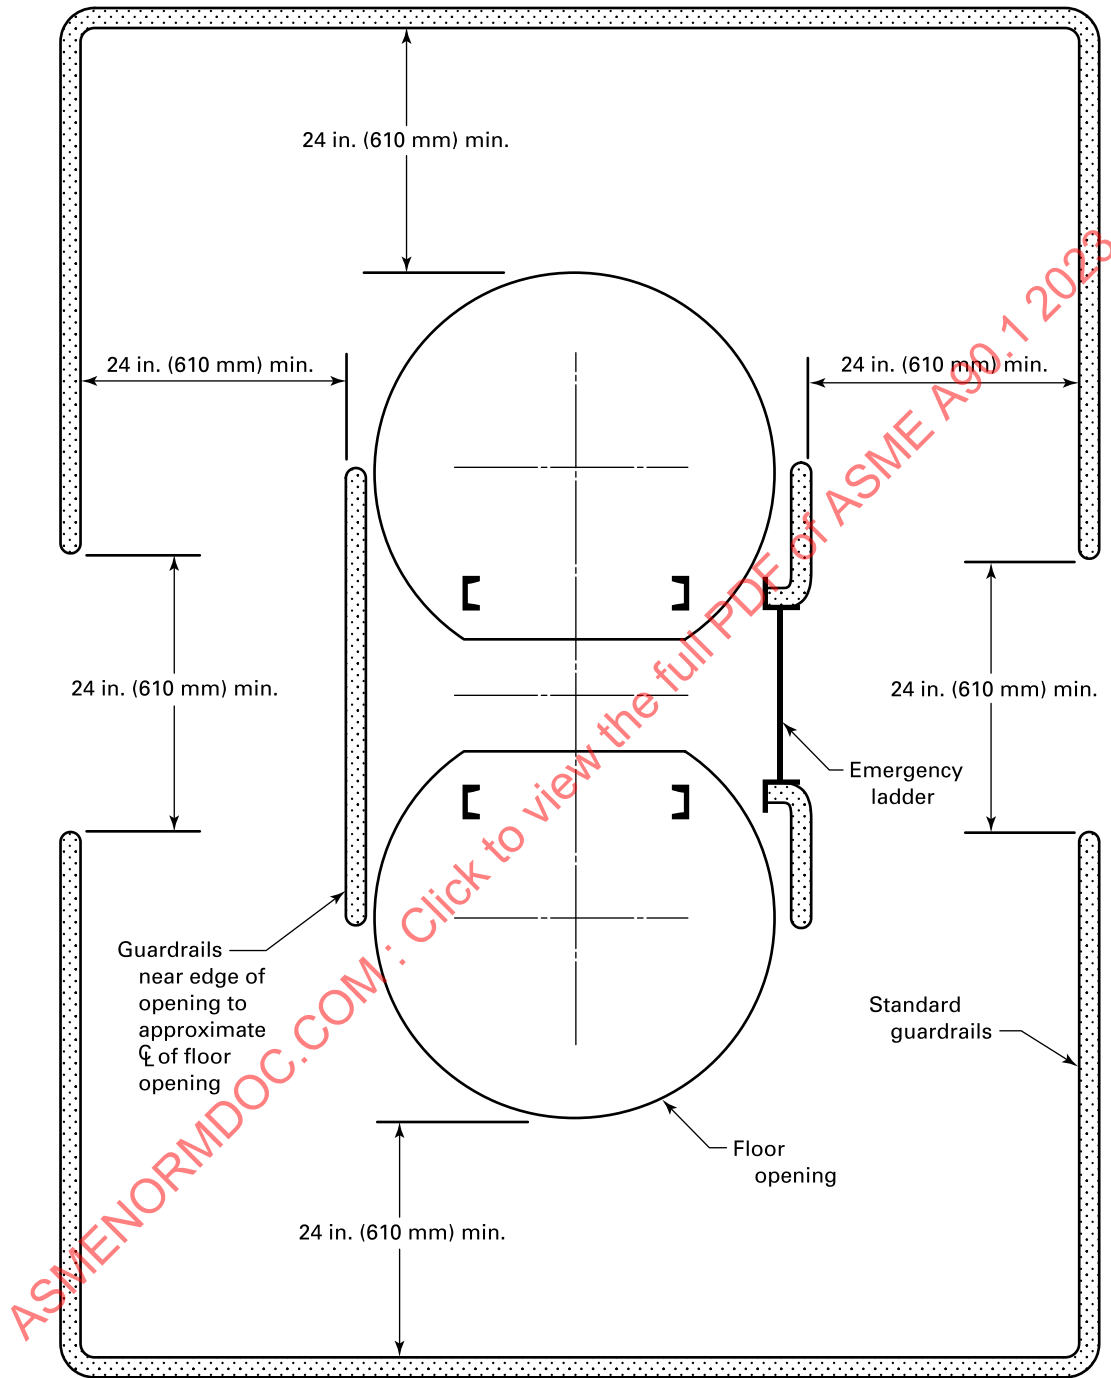 24 in. (610 mm) min.
24 in. (610 mm) min.
24 in. (610 mm) min.
24 in. (610 mm) min.
24 in. (610 mm) min.
Emergency
ladder
Guardrails
near edge of
opening to
approximate
℄ of floor
opening
Standard
guardrails
Floor
opening
24 in. (610 mm) min.
ASMENORMDOC.COM : Click to view the full PDF of ASME A90.1 2023